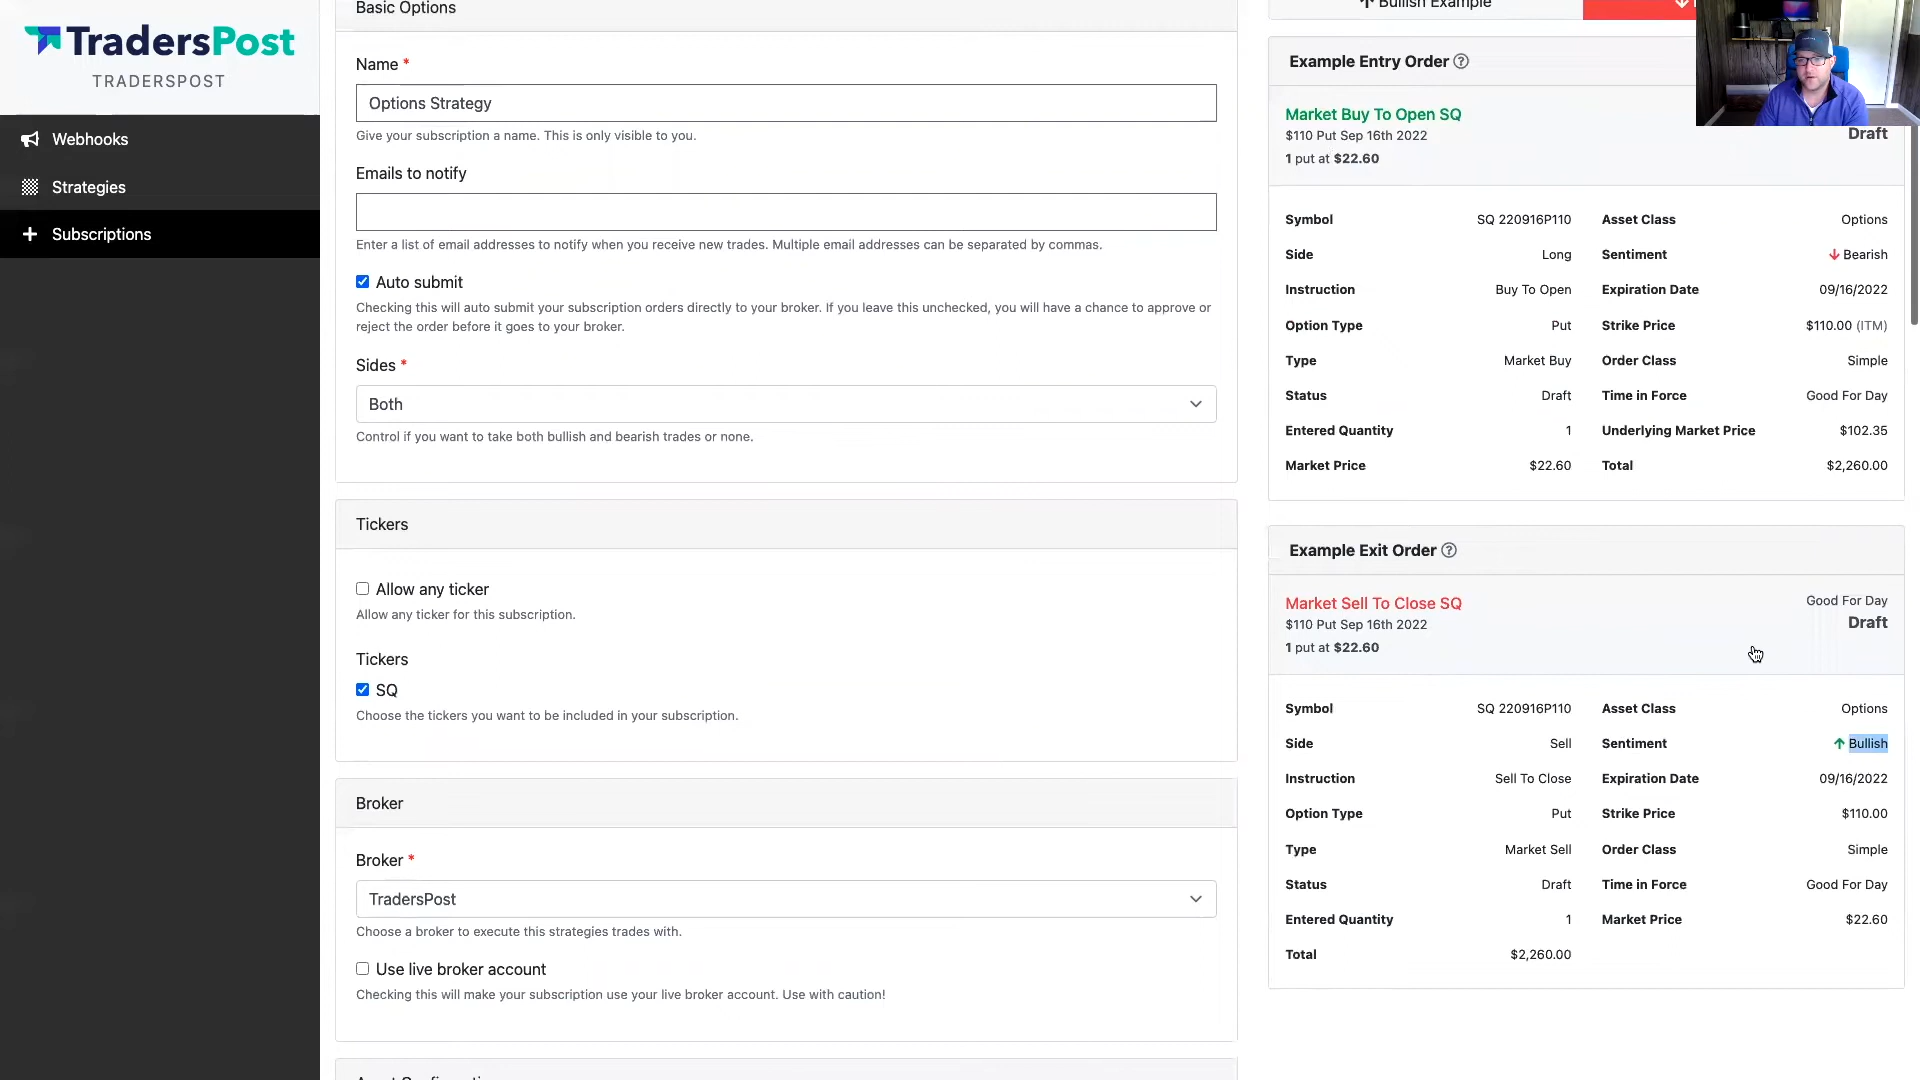 TradersPost
TRADERSPOST
Webhooks
Strategies
Subscriptions
Basic Options
Name *
Options Strategy
Give your subscription a name. This is only visible to you.
Emails to notify
Enter a list of email addresses to notify when you receive new trades. Multiple email addresses can be separated by commas.
Auto submit
Checking this will auto submit your subscription orders directly to your broker. If you leave this unchecked, you will have a chance to approve or
reject the order before it goes to your broker.
Sides *
Both
Control if you want to take both bullish and bearish trades or none.
Tickers
Allow any ticker
Allow any ticker for this subscription.
Tickers
SQ
Choose the tickers you want to be included in your subscription.
Broker
Broker *
TradersPost
Choose a broker to execute this strategies trades with.
Use live broker account
Checking this will make your subscription use your live broker account. Use with caution!
Bullish Example
Example Entry Order
Market Buy To Open SQ
$110 Put Sep 16th 2022
Draft
1 put at $22.60
Symbol SQ 220916P110 Asset Class Options
Side Long Sentiment Bearish
Instruction Buy To Open Expiration Date 09/16/2022
Option Type Put Strike Price $110.00 (ITM)
Type Market Buy Order Class Simple
Status Draft Time in Force Good For Day
Entered Quantity 1 Underlying Market Price $102.35
Market Price $22.60 Total $2,260.00
Example Exit Order
Market Sell To Close SQ Good For Day
$110 Put Sep 16th 2022 Draft
1 put at $22.60
Symbol SQ 220916P110 Asset Class Options
Side Sell Sentiment Bullish
Instruction Sell To Close Expiration Date 09/16/2022
Option Type Put Strike Price $110.00
Type Market Sell Order Class Simple
Status Draft Time in Force Good For Day
Entered Quantity 1 Market Price $22.60
Total $2,260.00